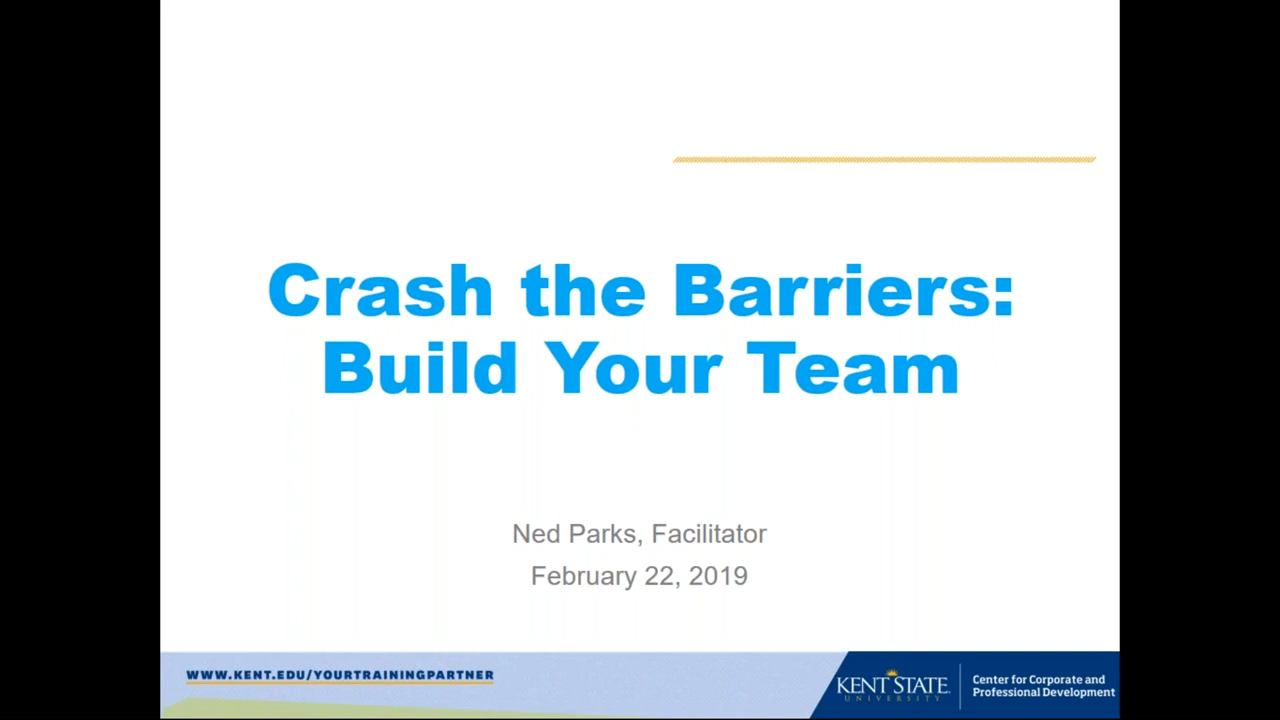 Crash the Barriers:
Build Your Team
Ned Parks, Facilitator
February 22, 2019
WWW.KENT.EDU/YOURTRAININGPARTNER
KENT STATE
UNIVERSITY
Center for Corporate and
Professional Development